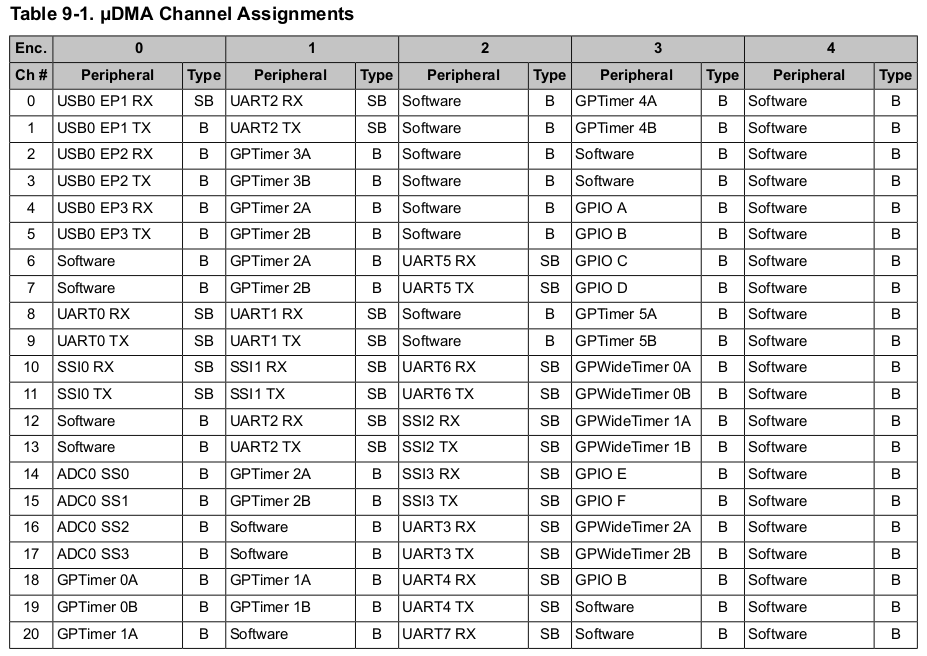 Table 9-1. µDMA Channel Assignments
Enc. 0 1 2 3 4
Ch # Peripheral Type Peripheral Type Peripheral Type Peripheral Type Peripheral Type
0 USB0 EP1 RX SB UART2 RX SB Software B GPTimer 4A B Software B
1 USB0 EP1 TX B UART2 TX SB Software B GPTimer 4B B Software B
2 USB0 EP2 RX B GPTimer 3A B Software B Software B Software B
3 USB0 EP2 TX B GPTimer 3B B Software B Software B Software B
4 USB0 EP3 RX B GPTimer 2A B Software B GPIO A B Software B
5 USB0 EP3 TX B GPTimer 2B B Software B GPIO B B Software B
6 Software B GPTimer 2A B UART5 RX SB GPIO C B Software B
7 Software B GPTimer 2B B UART5 TX SB GPIO D B Software B
8 UART0 RX SB UART1 RX SB Software B GPTimer 5A B Software B
9 UART0 TX SB UART1 TX SB Software B GPTimer 5B B Software B
10 SSI0 RX SB SSI1 RX SB UART6 RX SB GPWideTimer 0A B Software B
11 SSI0 TX SB SSI1 TX SB UART6 TX SB GPWideTimer 0B B Software B
12 Software B UART2 RX SB SSI2 RX SB GPWideTimer 1A B Software B
13 Software B UART2 TX SB SSI2 TX SB GPWideTimer 1B B Software B
14 ADC0 SS0 B GPTimer 2A B SSI3 RX SB GPIO E B Software B
15 ADC0 SS1 B GPTimer 2B B SSI3 TX SB GPIO F B Software B
16 ADC0 SS2 B Software B UART3 RX SB GPWideTimer 2A B Software B
17 ADC0 SS3 B Software B UART3 TX SB GPWideTimer 2B B Software B
18 GPTimer 0A B GPTimer 1A B UART4 RX SB GPIO B B Software B
19 GPTimer 0B B GPTimer 1B B UART4 TX SB Software B Software B
20 GPTimer 1A B Software B UART7 RX SB Software B Software B